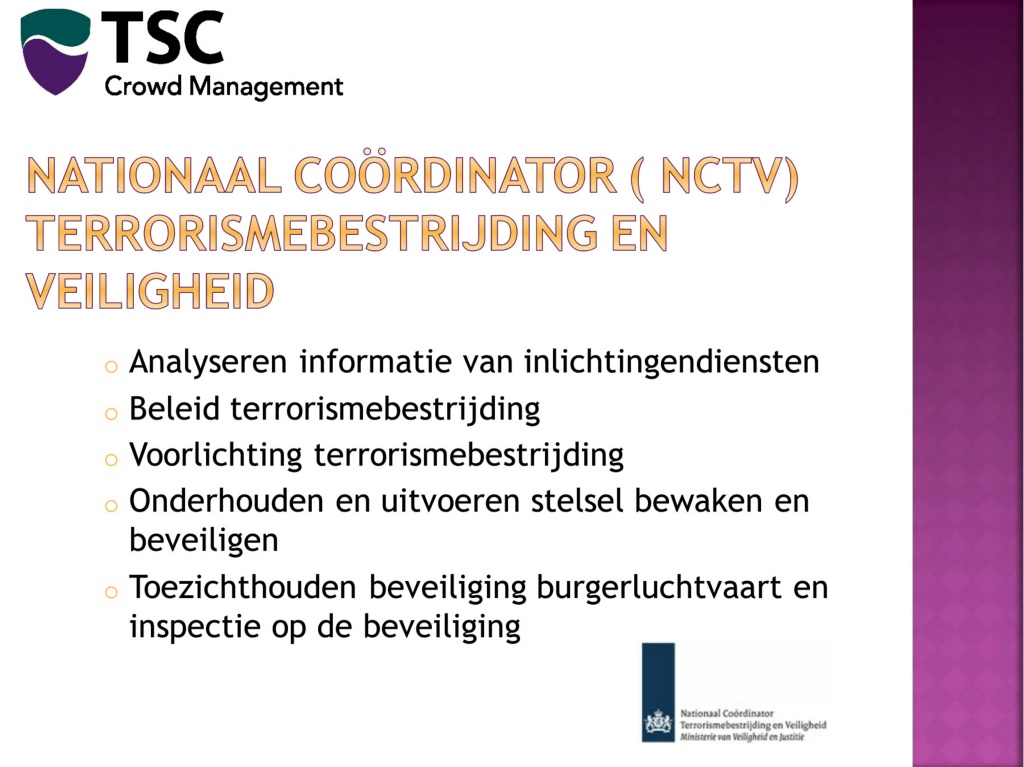 TSC
Crowd Management
NATIONAAL COÖRDINATOR ( NCTV)
TERRORISMEBESTRIJDING EN
VEILIGHEID
o Analyseren informatie van inlichtingendiensten
o Beleid terrorismebestrijding
o Voorlichting terrorismebestrijding
o Onderhouden en uitvoeren stelsel bewaken en
beveiligen
o Toezichthouden beveiliging burgerluchtvaart en
inspectie op de beveiliging
Nationaal Coördinator
Terrorismebestrijding en Veiligheid
Ministerie van Veiligheid en Justitie